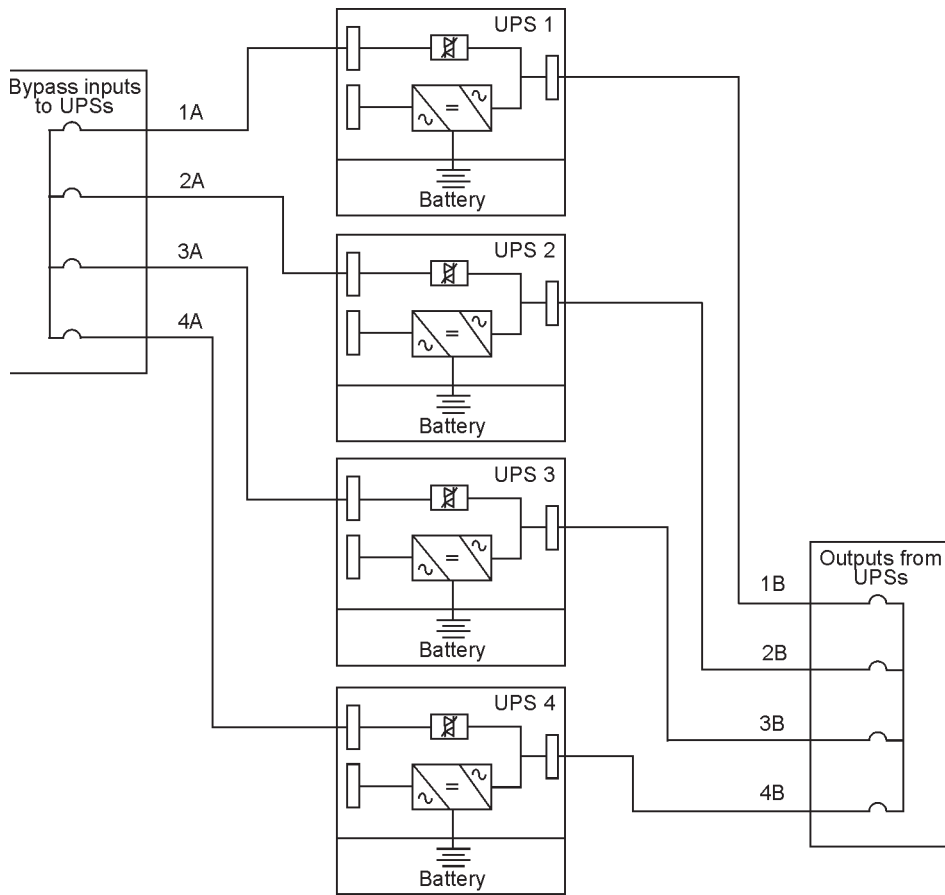 Bypass inputs
to UPSs
1A
2A
3A
4A
UPS 1
Battery
UPS 2
Battery
UPS 3
Battery
UPS 4
Battery
Outputs from
UPSs
1B
2B
3B
4B